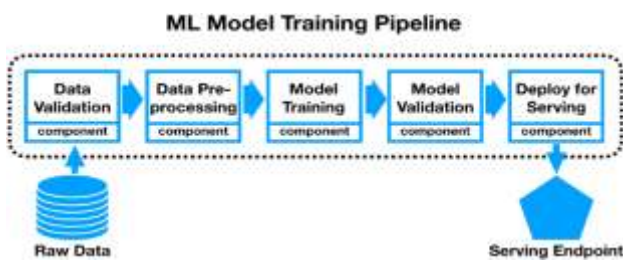 ML Model Training Pipeline
Data
Validation
component
Data Pre-
processing
component
Model
Training
component
Model
Validation
component
Deploy for
Serving
component
Raw Data
Serving Endpoint